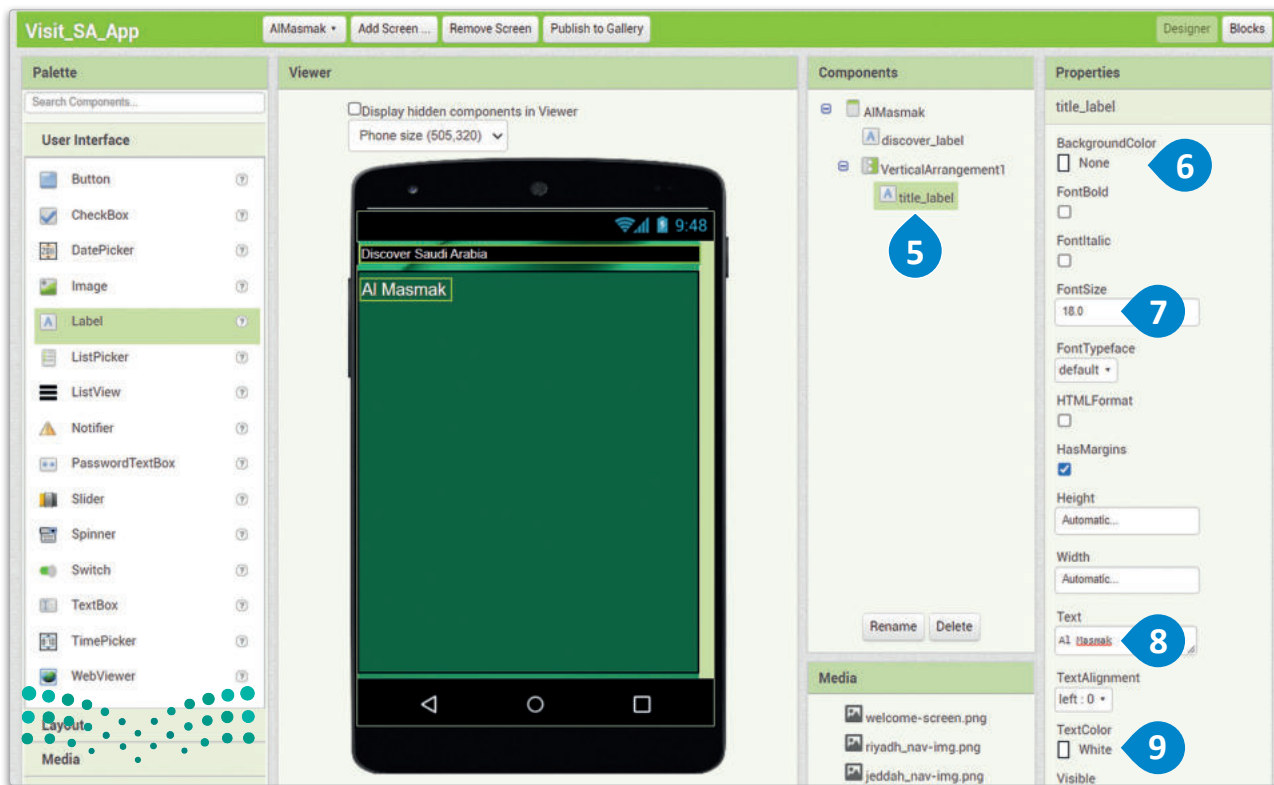 Visit_SA_App
AlMasmak
Add Screen ...
Remove Screen
Publish to Gallery
Designer
Blocks
Palette
Search Components...
User Interface
Button
CheckBox
DatePicker
Image
Label
ListPicker
ListView
Notifier
PasswordTextBox
Slider
Spinner
Switch
TextBox
TimePicker
WebViewer
Layout
Media
Viewer
Display hidden components in Viewer
Phone size (505,320)
9:48
Discover Saudi Arabia
Al Masmak
Components
AlMasmak
discover_label
VerticalArrangement1
title_label
5
Rename
Delete
Media
welcome-screen.png
riyadh_nav-img.png
jeddah_nav-img.png
Properties
title_label
BackgroundColor
None
6
FontBold
FontItalic
FontSize
18.0
7
FontTypeface
default
HTMLFormat
HasMargins
Height
Automatic...
Width
Automatic...
Text
Al Masmak
8
TextAlignment
left : 0
TextColor
White
9
Visible